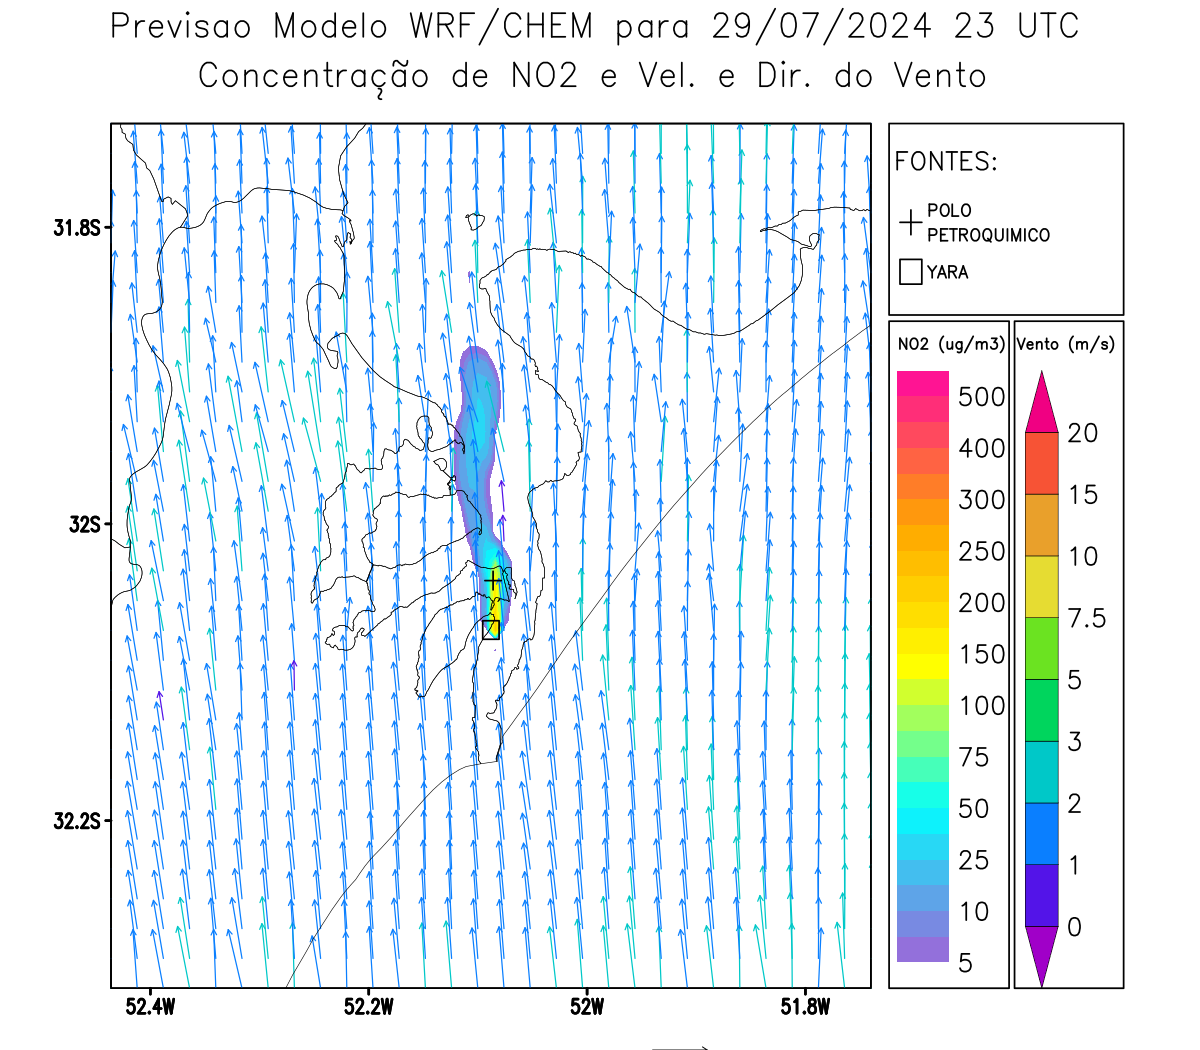 Previsao Modelo WRF/CHEM para 29/07/2024 23 UTC
Concentração de NO2 e Vel. e Dir. do Vento
FONTES:
POLO
PETROQUIMICO
YARA
NO2 (ug/m3)
500
400
300
250
200
150
100
75
50
25
10
5
Vento (m/s)
20
15
10
7.5
5
3
2
1
0
31.8S
32S
32.2S
52.4W
52.2W
52W
51.8W